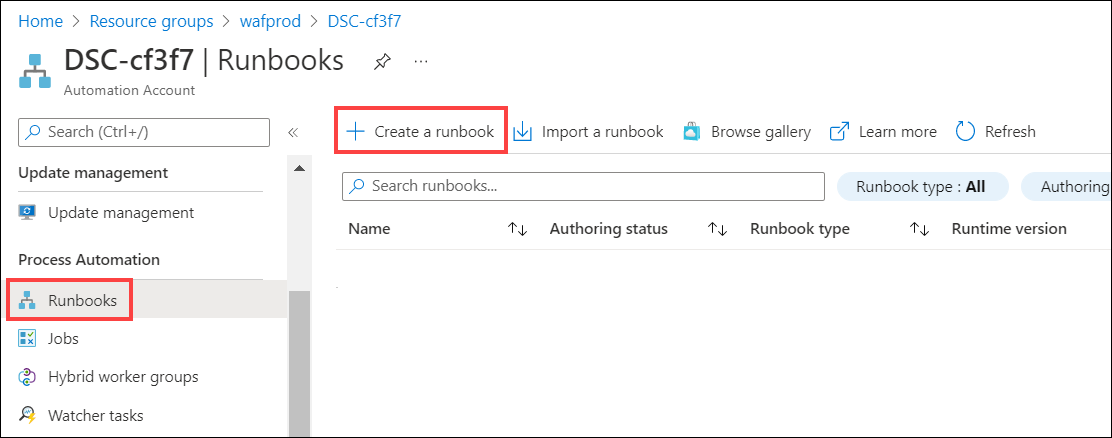 Home > Resource groups > wafprod > DSC-cf3f7
DSC-cf3f7 | Runbooks
Automation Account
Search (Ctrl+/)
Update management
Update management
Process Automation
Runbooks
Jobs
Hybrid worker groups
Watcher tasks
Create a runbook Import a runbook Browse gallery Learn more Refresh
Search runbooks... Runbook type : All Authoring
Name Authoring status Runbook type Runtime version